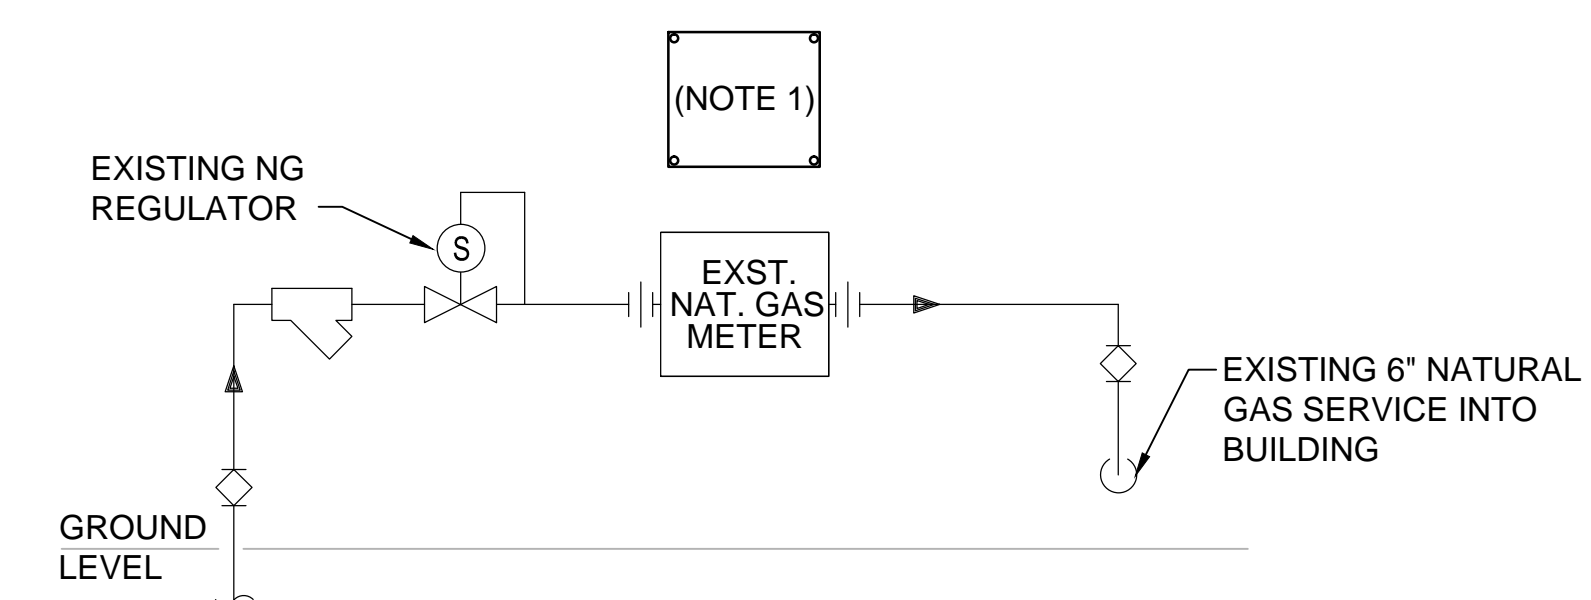 (NOTE 1)
EXISTING NG
REGULATOR
S
EXST.
NAT. GAS
METER
EXISTING 6" NATURAL
GAS SERVICE INTO
BUILDING
GROUND
LEVEL